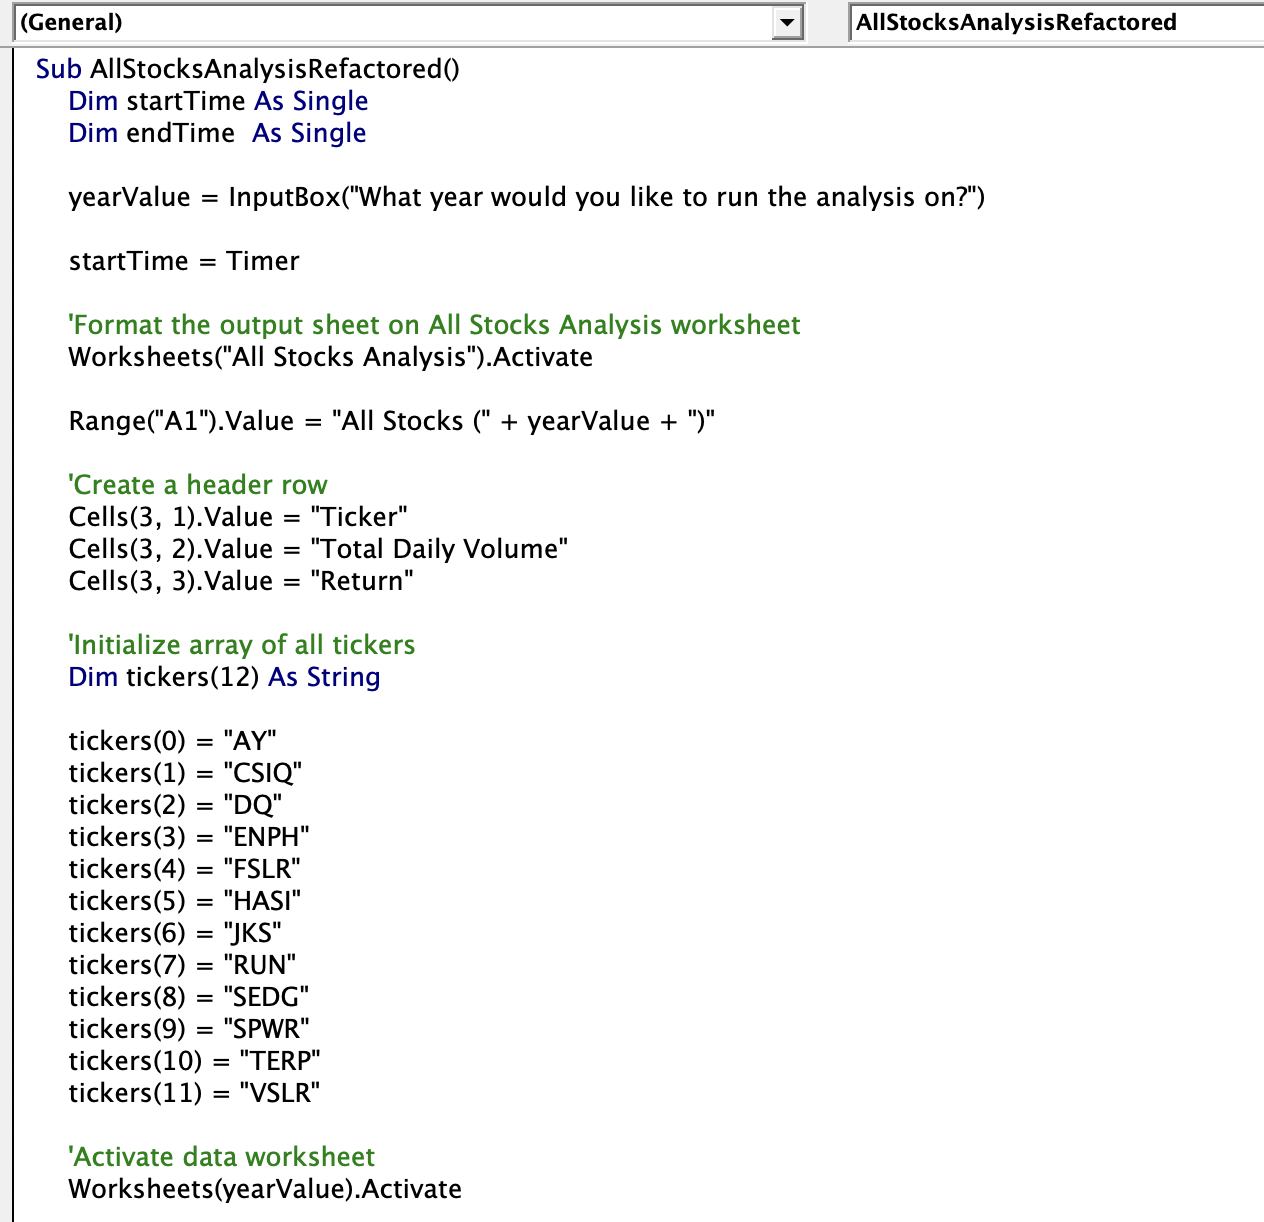 (General)
AllStocksAnalysisRefactored
Sub AllStocksAnalysisRefactored()
Dim startTime As Single
Dim endTime  As Single
yearValue = InputBox("What year would you like to run the analysis on?")
startTime = Timer
'Format the output sheet on All Stocks Analysis worksheet
Worksheets("All Stocks Analysis").Activate
Range("A1").Value = "All Stocks (" + yearValue + ")"
'Create a header row
Cells(3, 1).Value = "Ticker"
Cells(3, 2).Value = "Total Daily Volume"
Cells(3, 3).Value = "Return"
'Initialize array of all tickers
Dim tickers(12) As String
tickers(0) = "AY"
tickers(1) = "CSIQ"
tickers(2) = "DQ"
tickers(3) = "ENPH"
tickers(4) = "FSLR"
tickers(5) = "HASI"
tickers(6) = "JKS"
tickers(7) = "RUN"
tickers(8) = "SEDG"
tickers(9) = "SPWR"
tickers(10) = "TERP"
tickers(11) = "VSLR"
'Activate data worksheet
Worksheets(yearValue).Activate